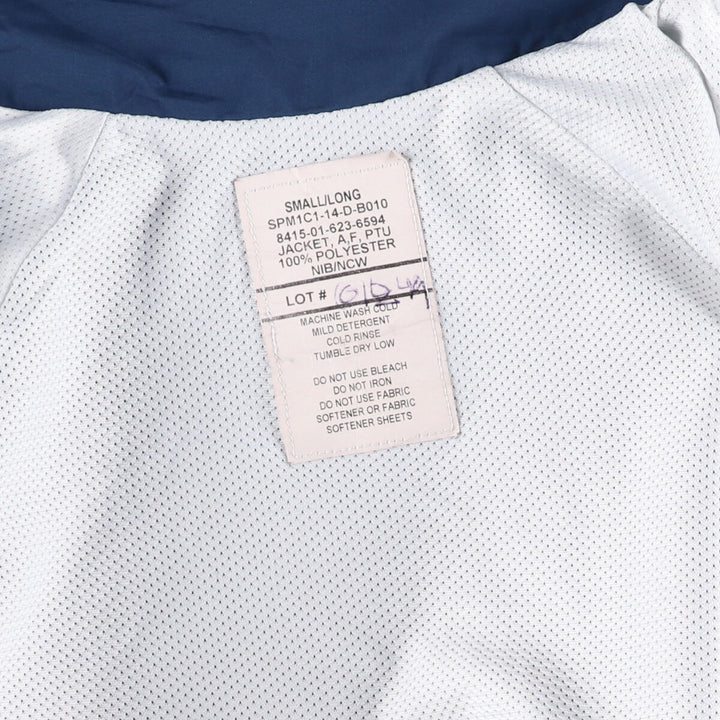 SMALL/LONG
SPM1C1-14-D-B010
8415-01-623-6594
JACKET, A,F, PTU
100% POLYESTER
NIB/NCW
LOT #
MACHINE WASH COLD
MILD DETERGENT
COLD RINSE
TUMBLE DRY LOW
DO NOT USE BLEACH
DO NOT IRON
DO NOT USE FABRIC
SOFTENER OR FABRIC
SOFTENER SHEETS